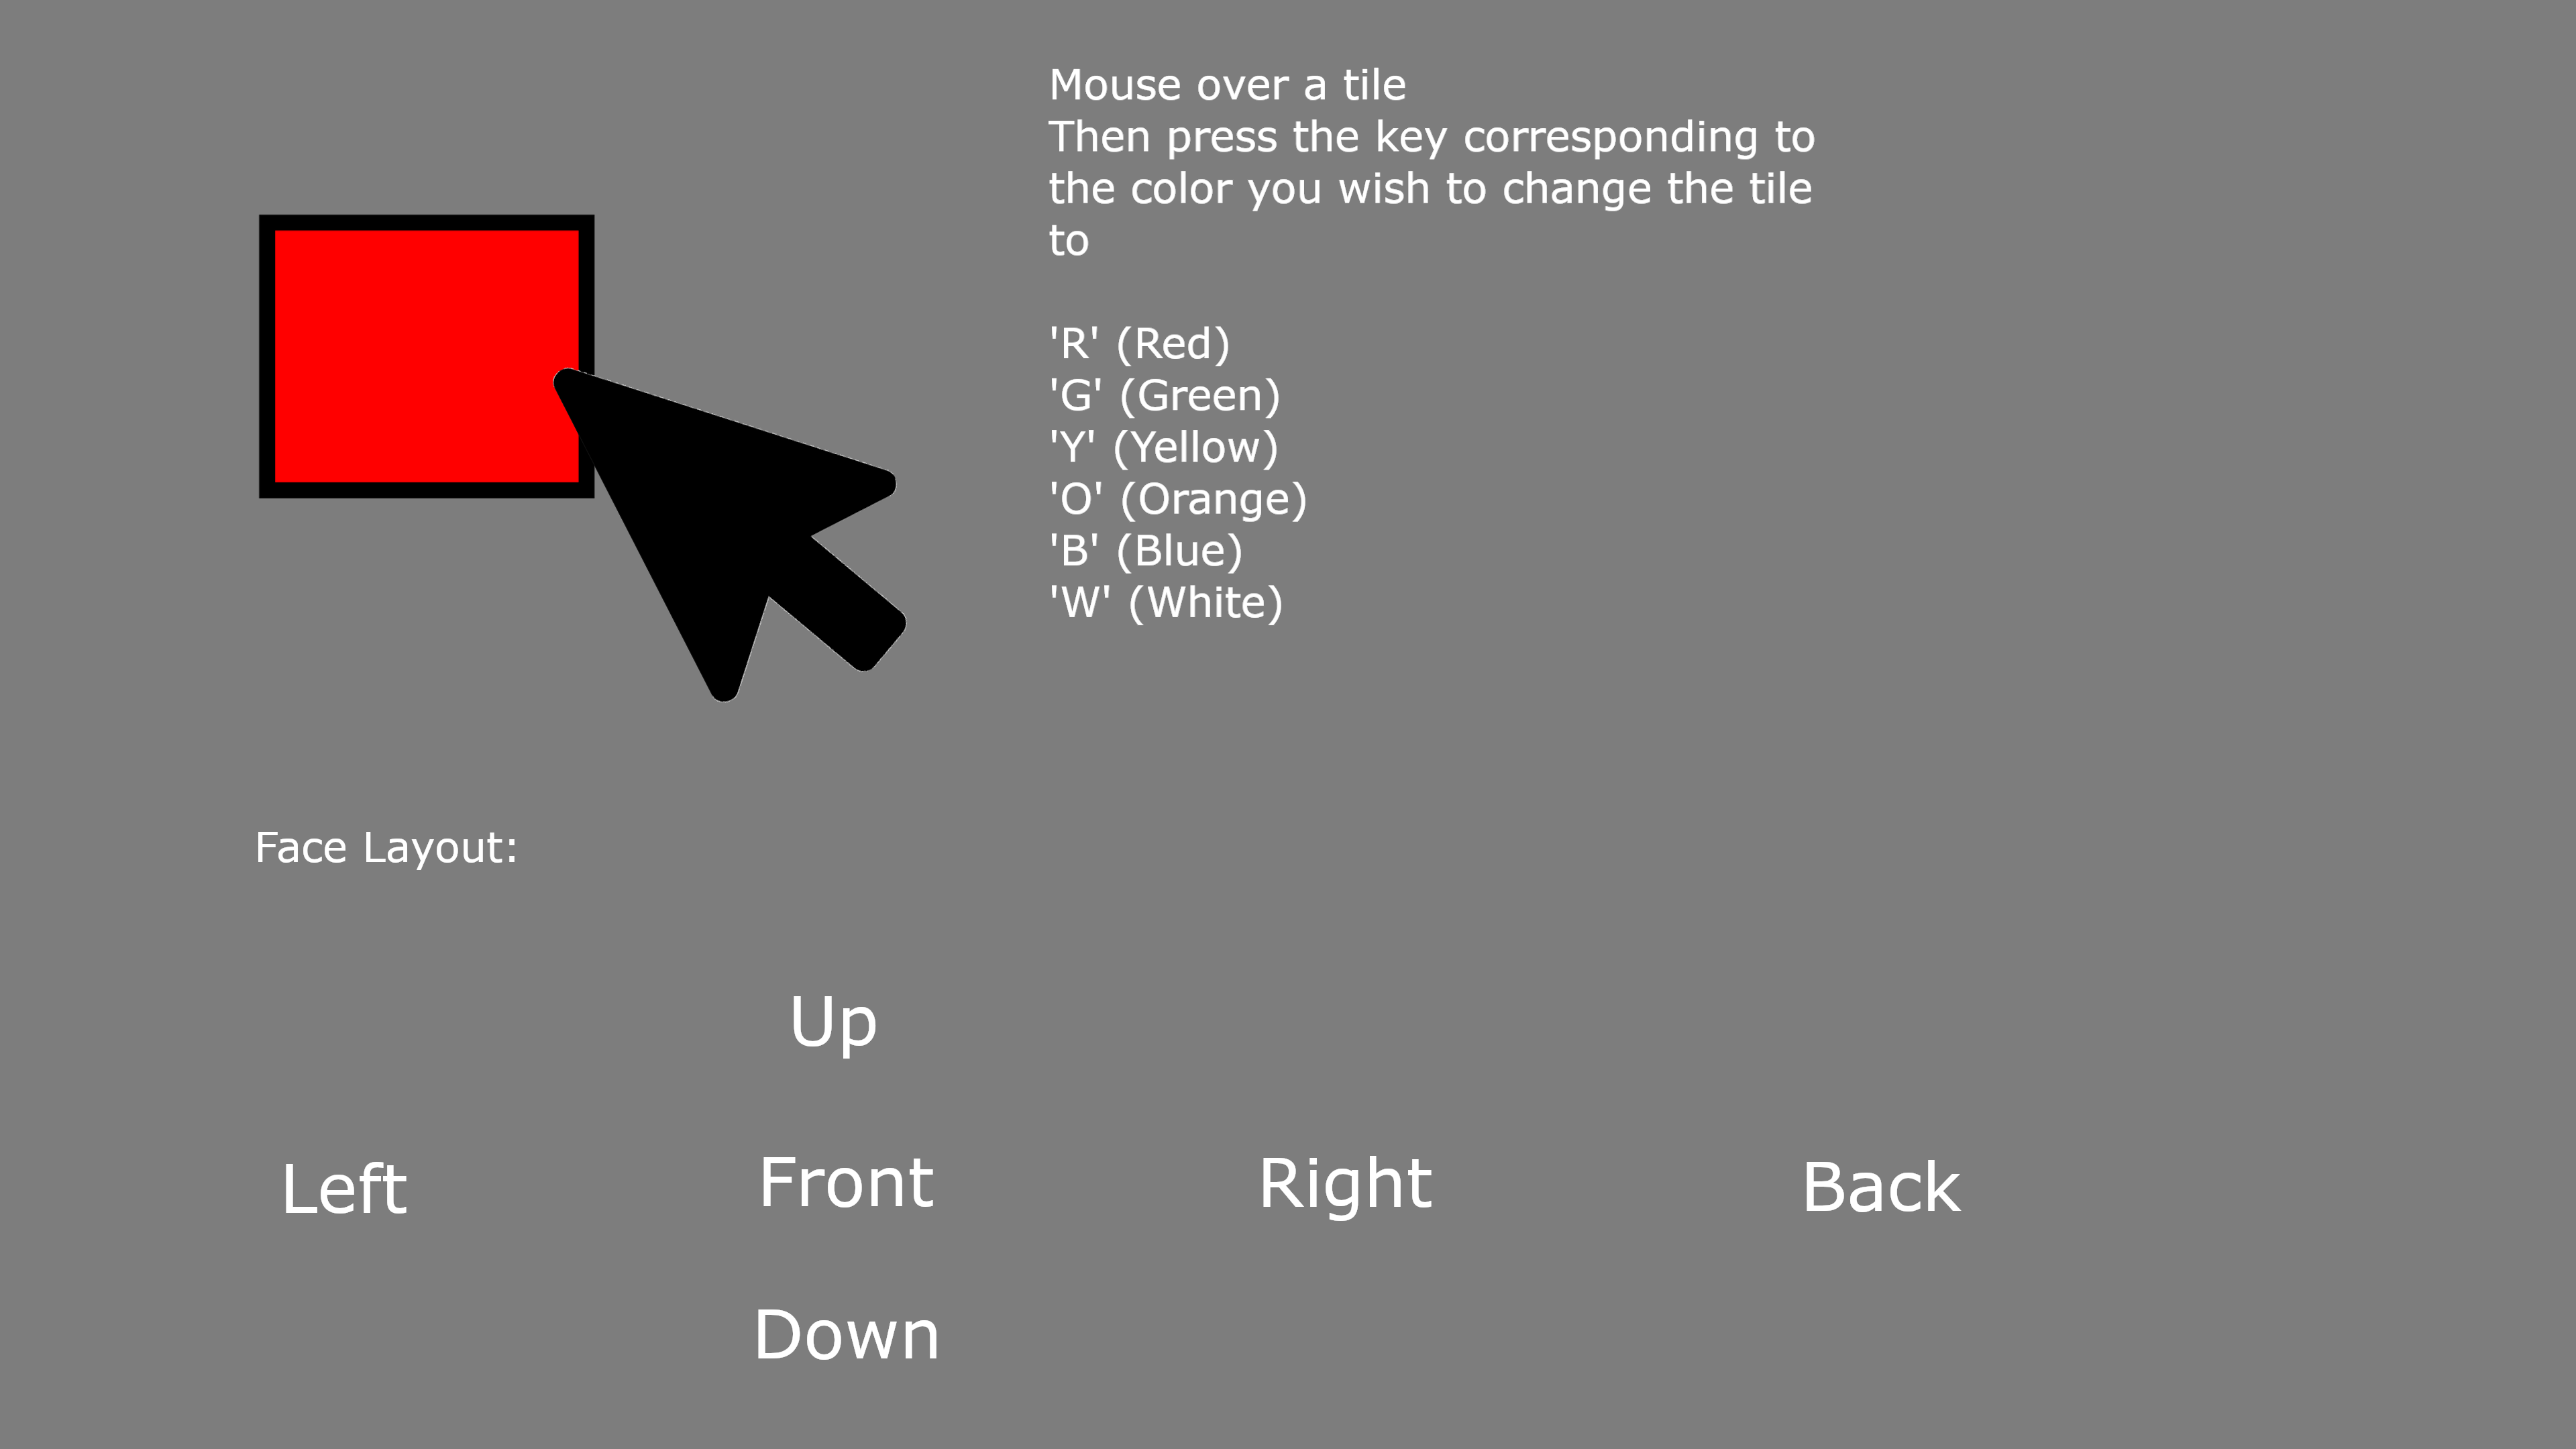 Mouse over a tile
Then press the key corresponding to
the color you wish to change the tile
to
'R' (Red)
'G' (Green)
'Y' (Yellow)
'O' (Orange)
'B' (Blue)
'W' (White)
Face Layout:
Up
Left Front Right Back
Down